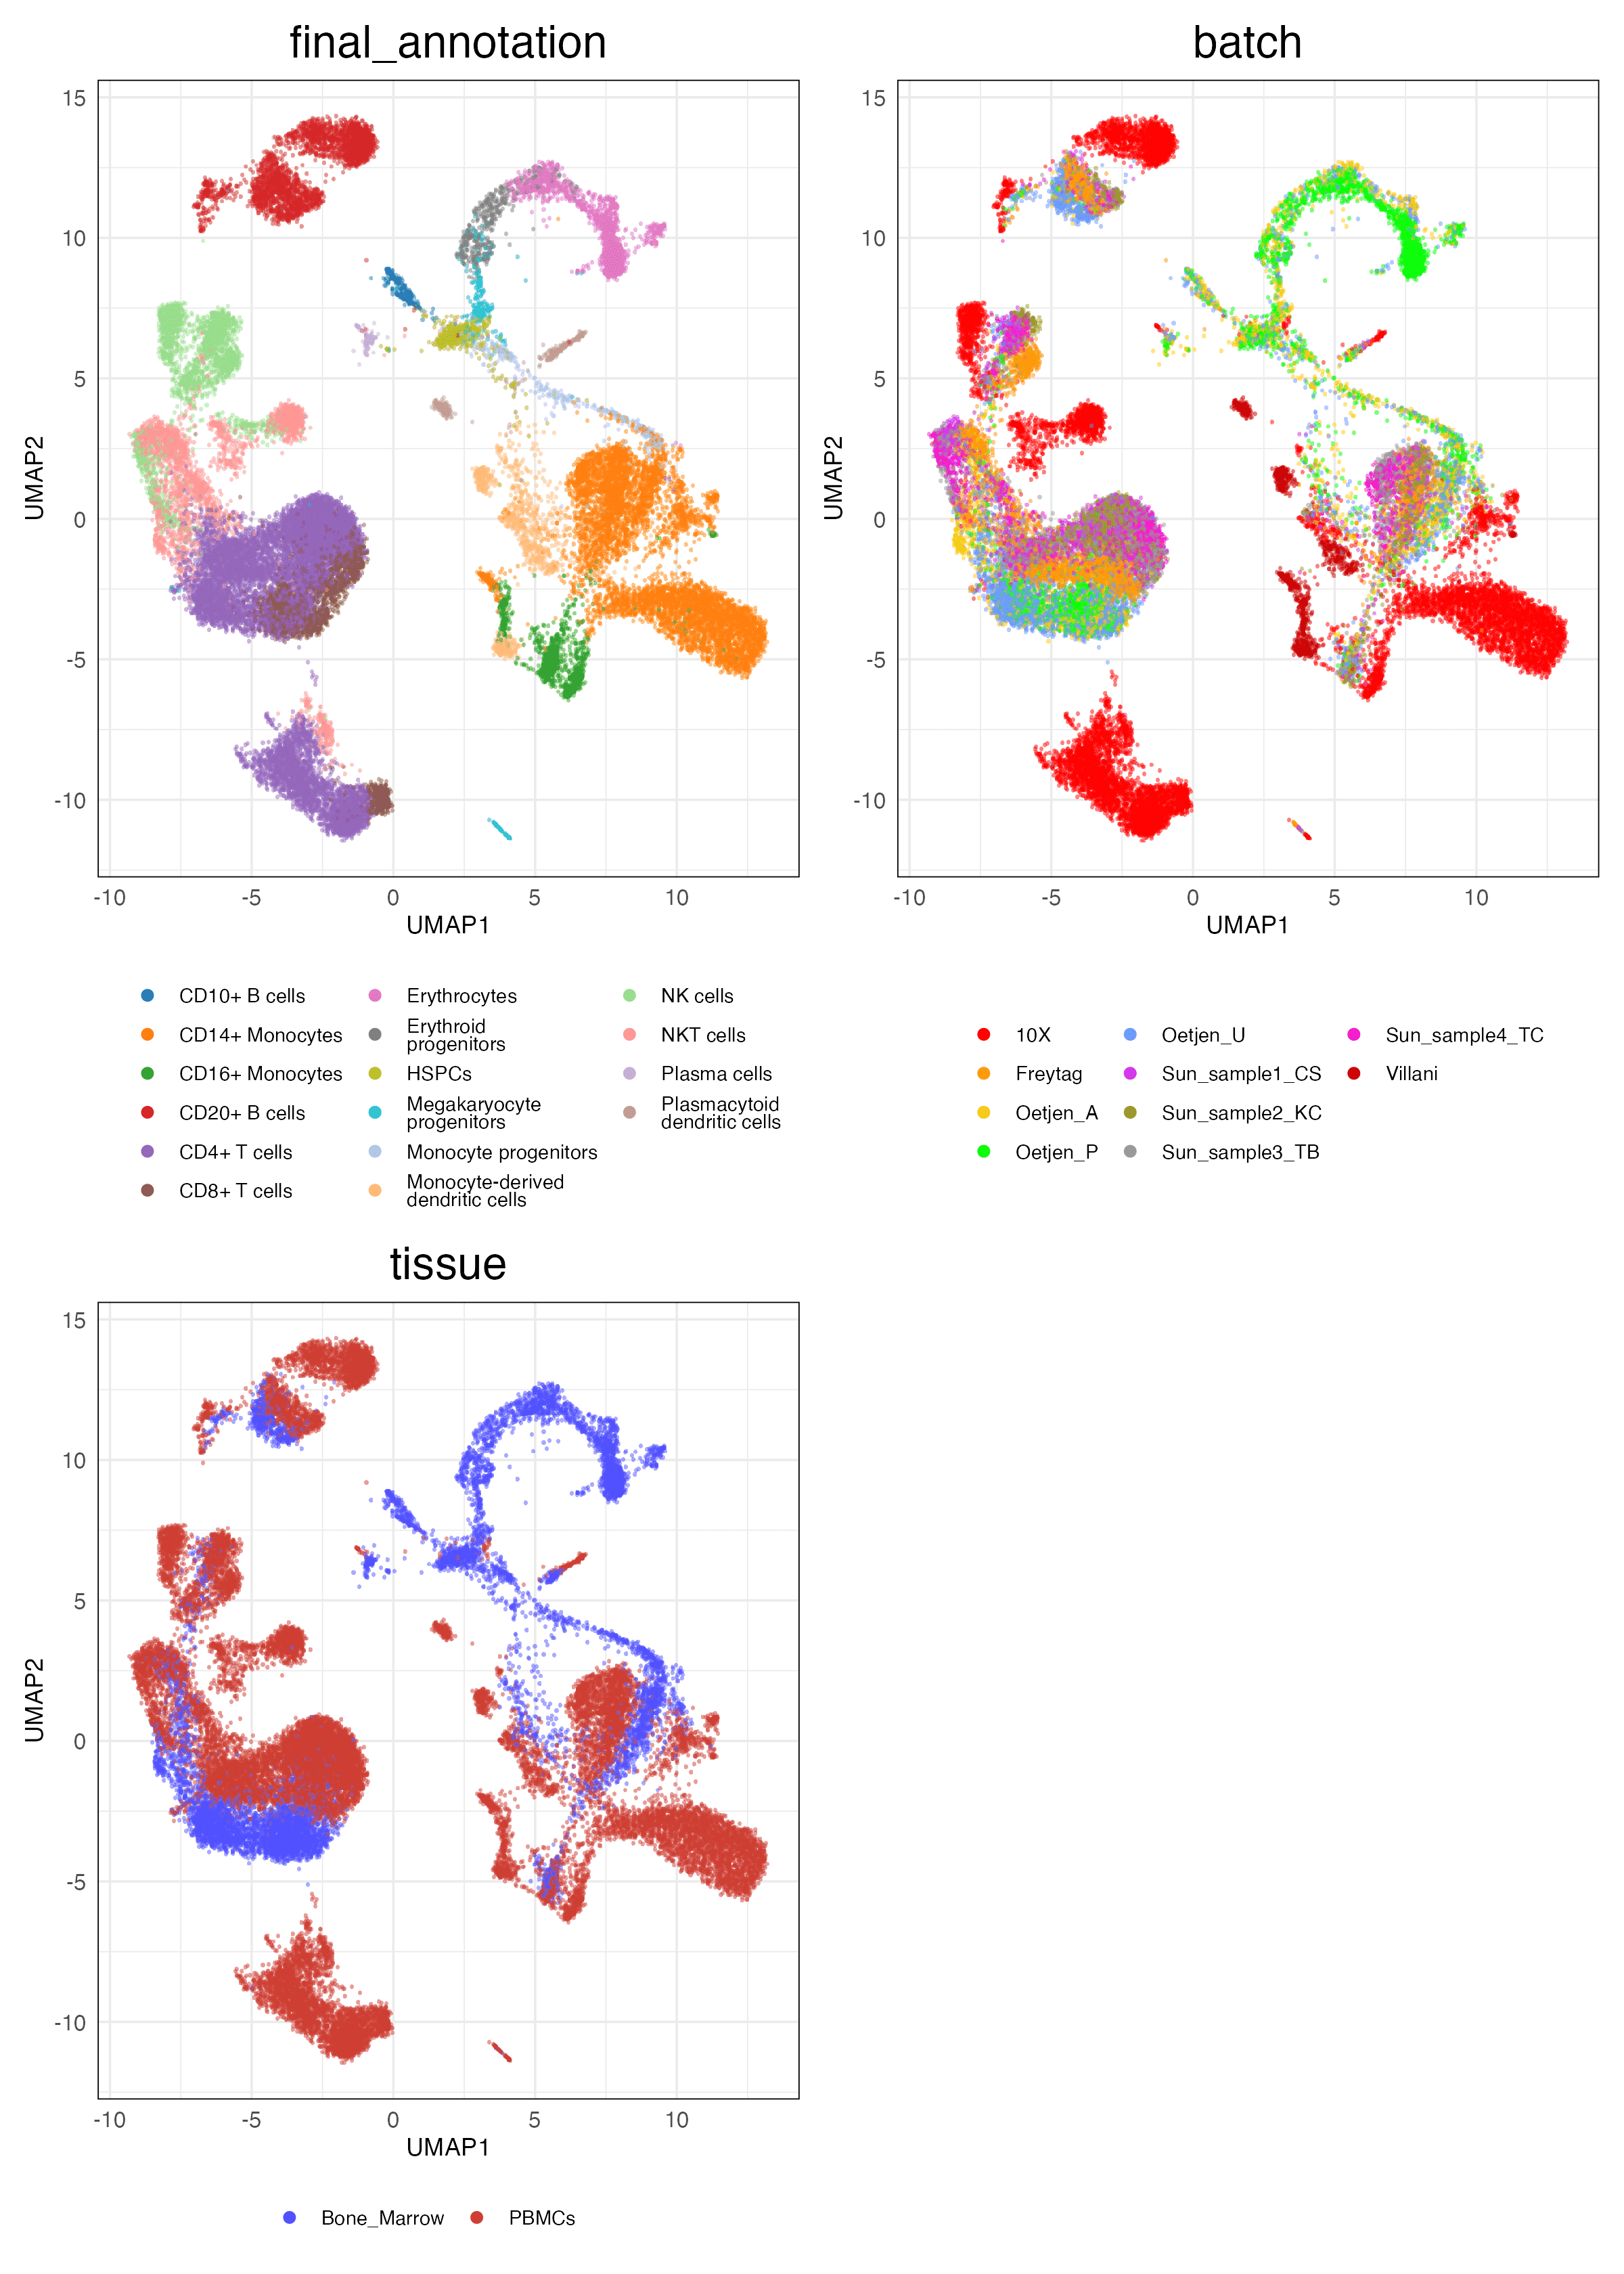 final_annotation
batch
15
10
5
0
-5
-10
UMAP2
-10
-5
0
5
10
UMAP1
15
10
5
0
-5
-10
UMAP2
-10
-5
0
5
10
UMAP1
CD10+ B cells
CD14+ Monocytes
CD16+ Monocytes
CD20+ B cells
CD4+ T cells
CD8+ T cells
Erythrocytes
Erythroid
progenitors
HSPCs
Megakaryocyte
progenitors
Monocyte progenitors
Monocyte-derived
dendritic cells
NK cells
NKT cells
Plasma cells
Plasmacytoid
dendritic cells
10X
Freytag
Oetjen_A
Oetjen_P
Oetjen_U
Sun_sample1_CS
Sun_sample2_KC
Sun_sample3_TB
Sun_sample4_TC
Villani
tissue
15
10
5
0
-5
-10
UMAP2
-10
-5
0
5
10
UMAP1
Bone_Marrow
PBMCs